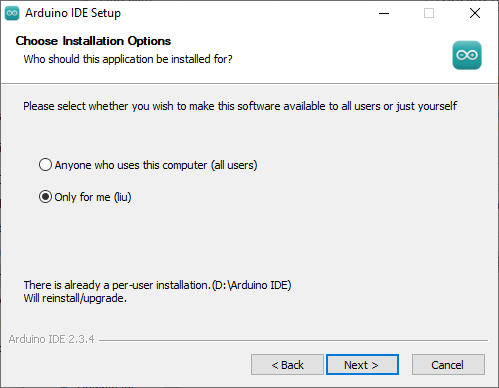 Arduino IDE Setup
Choose Installation Options
Who should this application be installed for?
Please select whether you wish to make this software available to all users or just yourself
Anyone who uses this computer (all users)
Only for me (liu)
There is already a per-user installation.(D:\Arduino IDE)
Will reinstall/upgrade.
Arduino IDE 2.3.4
< Back
Next >
Cancel